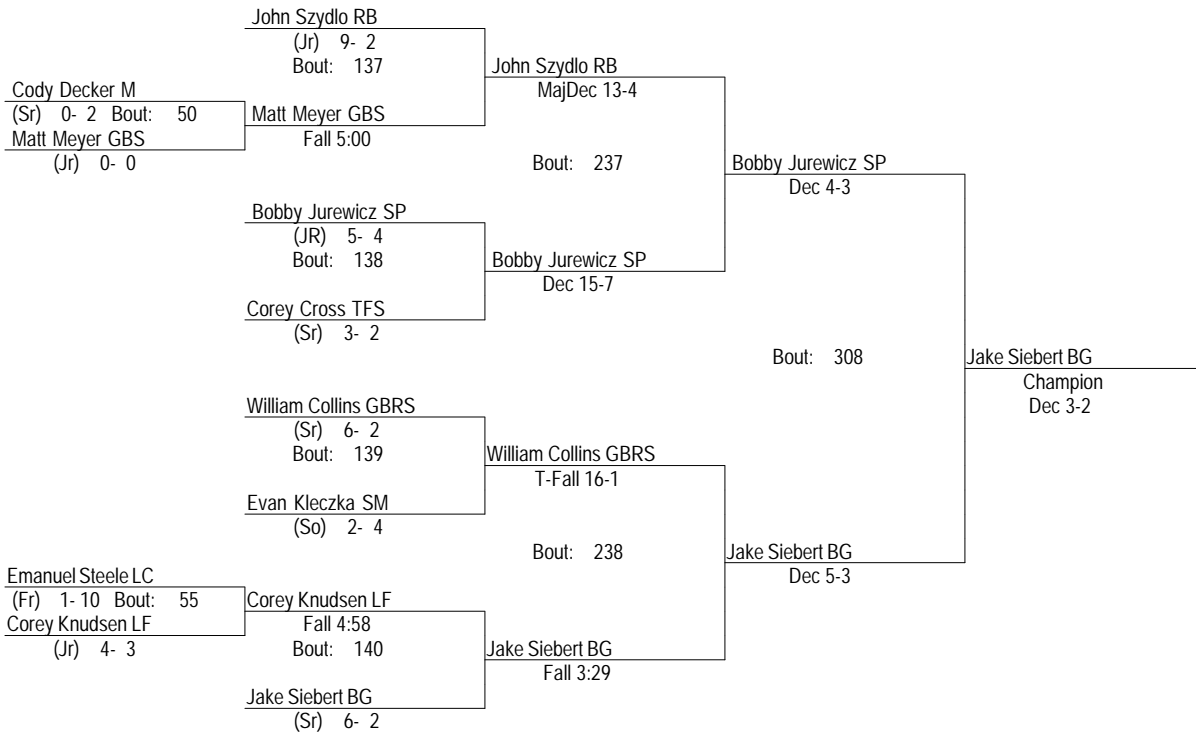 John Szydlo RB
(Jr) 9- 2
Bout: 137
John Szydlo RB
MajDec 13-4
Cody Decker M
(Sr) 0- 2 Bout: 50
Matt Meyer GBS
Fall 5:00
Matt Meyer GBS
(Jr) 0- 0
Bout: 237
Bobby Jurewicz SP
Dec 4-3
Bobby Jurewicz SP
(JR) 5- 4
Bout: 138
Bobby Jurewicz SP
Dec 15-7
Corey Cross TFS
(Sr) 3- 2
Bout: 308
Jake Siebert BG
Champion
Dec 3-2
William Collins GBRS
(Sr) 6- 2
Bout: 139
William Collins GBRS
T-Fall 16-1
Evan Kleczka SM
(So) 2- 4
Bout: 238
Jake Siebert BG
Dec 5-3
Emanuel Steele LC
(Fr) 1- 10 Bout: 55
Corey Knudsen LF
Fall 4:58
Corey Knudsen LF
(Jr) 4- 3
Bout: 140
Jake Siebert BG
Fall 3:29
Jake Siebert BG
(Sr) 6- 2